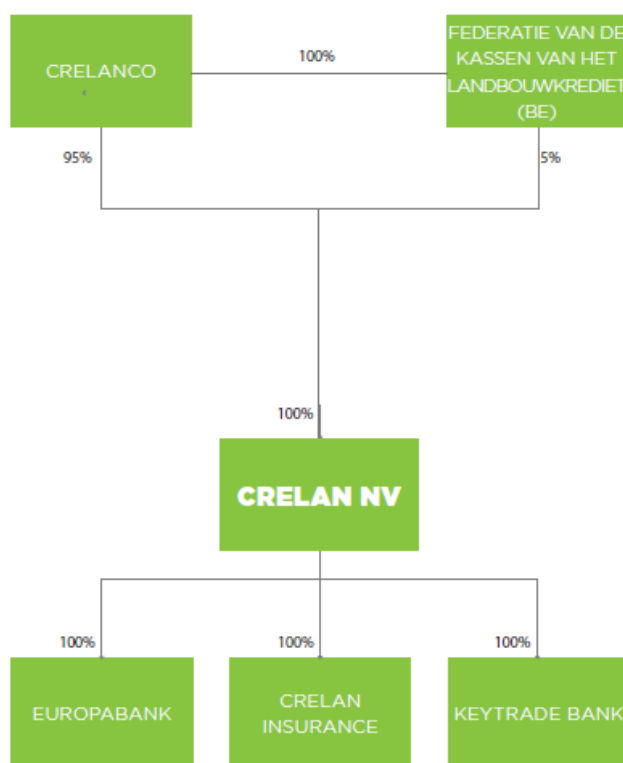 CRELANCO
100%
FEDERATIE VAN DE
KASSEN VAN HET
LANDBOUWKREDIET
(BE)
95%
5%
100%
CRELAN NV
100%
100%
100%
EUROPABANK
CRELAN
INSURANCE
KEYTRADE BANK